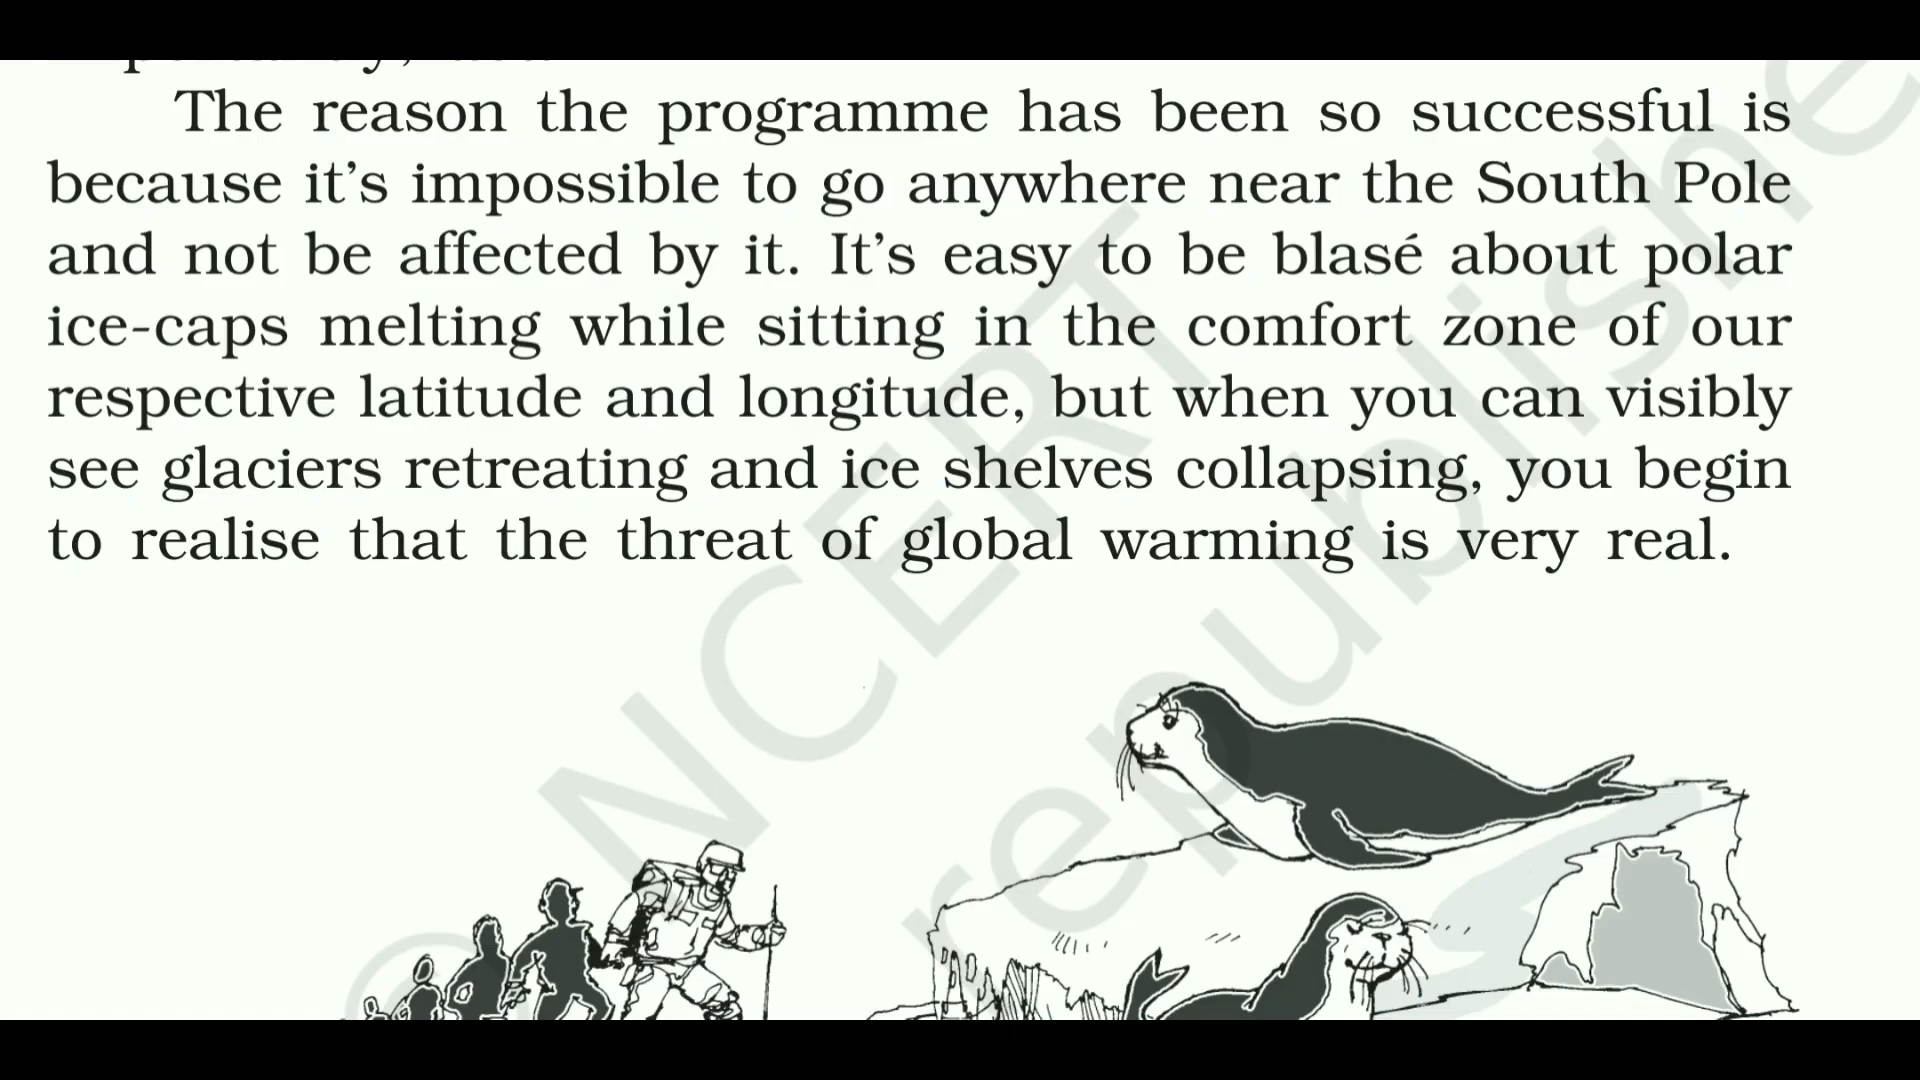 The reason the programme has been so successful is
because it's impossible to go anywhere near the South Pole
and not be affected by it. It's easy to be blasé about polar
ice-caps melting while sitting in the comfort zone of our
respective latitude and longitude, but when you can visibly
see glaciers retreating and ice shelves collapsing, you begin
to realise that the threat of global warming is very real.
© NCERT
republishe